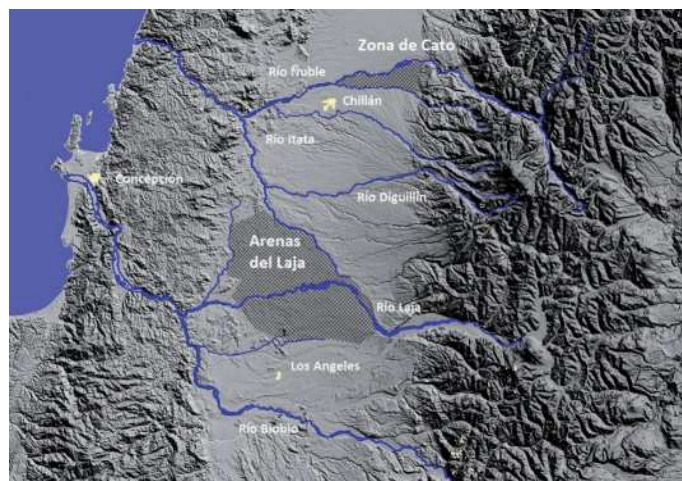 Zona de Cato
Río Ñuble
Chillán
Río Itata
Concepción
Río Diguillín
Arenas
del Laja
Río Laja
Los Angeles
Río Biobío